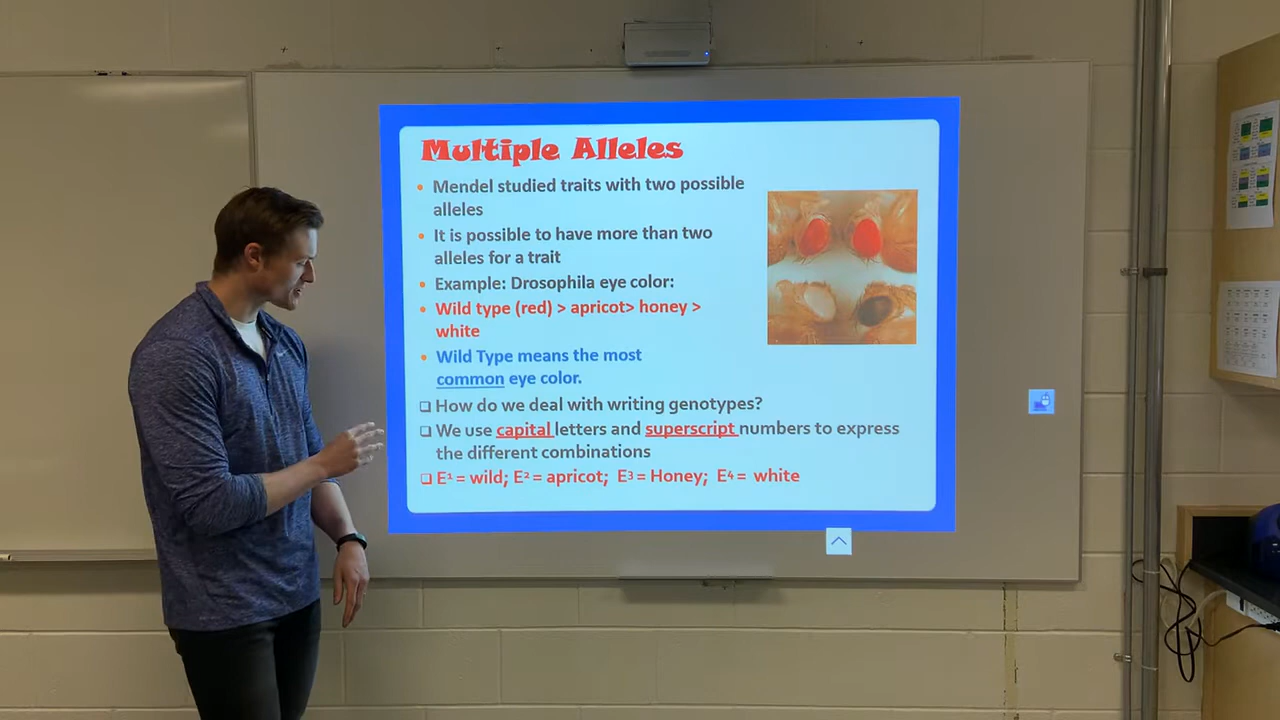 Multiple Alleles
• Mendel studied traits with two possible
alleles
• It is possible to have more than two
alleles for a trait
• Example: Drosophila eye color:
• Wild type (red) > apricot> honey >
white
• Wild Type means the most
common eye color.
❑ How do we deal with writing genotypes?
❑ We use capital letters and superscript numbers to express
the different combinations
❑ E¹ = wild; E² = apricot; E³ = Honey; E⁴ = white